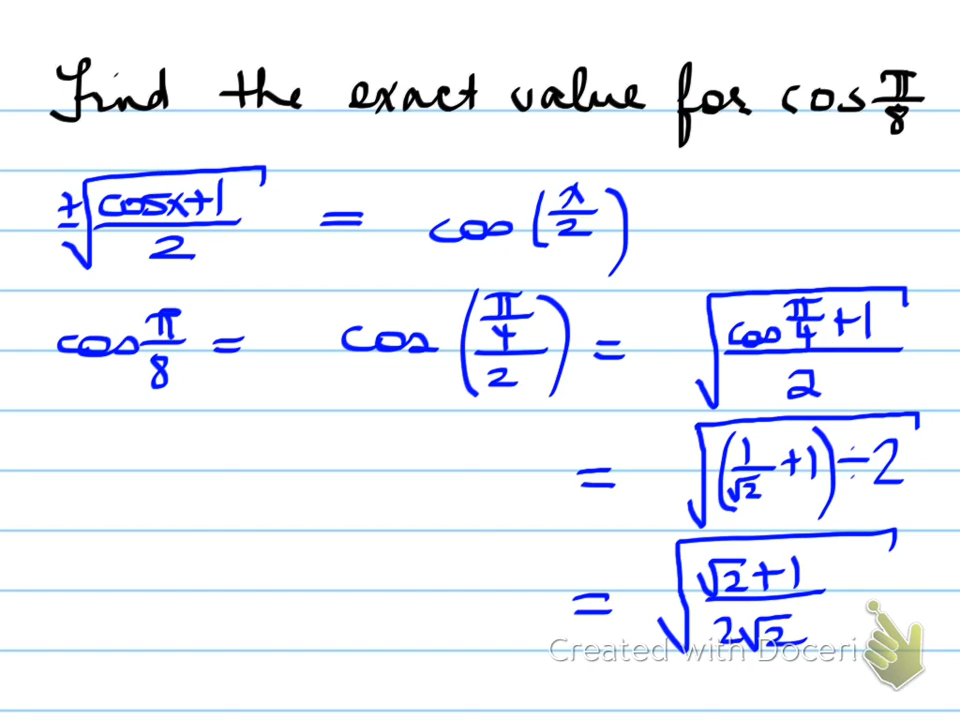 Find the exact value for cos π/8
±√((cosx+1)/2) = cos(x/2)
cos π/8 = cos((π/4)/2) = √((cos π/4 +1)/2)
= √((1/√2 +1) ÷ 2)
= √((√2+1)/(2√2))
Created with Doceri